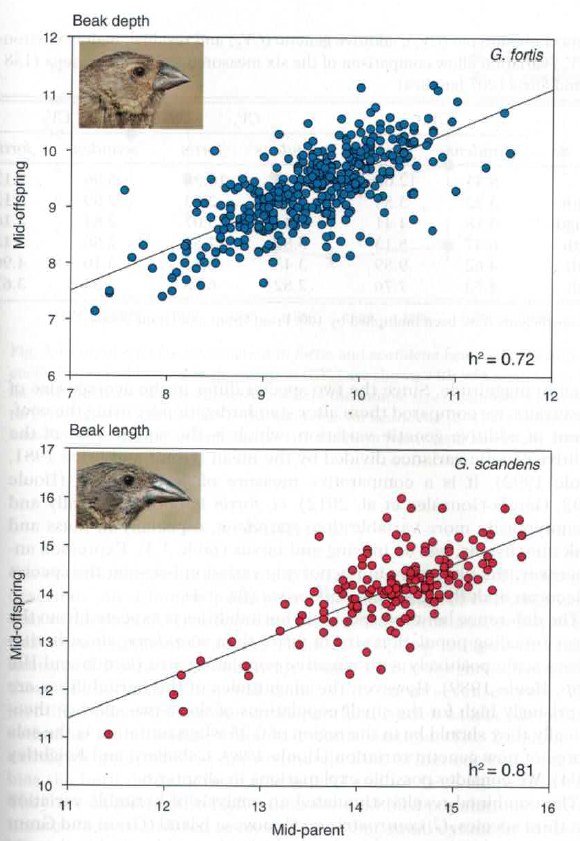 Beak depth
G. fortis
12
11
10
9
8
7
6
Mid-offspring
h² = 0.72
7 8 9 10 11 12
Beak length
G. scandens
17
16
15
14
13
12
11
10
Mid-offspring
h² = 0.81
11 12 13 14 15 16
Mid-parent